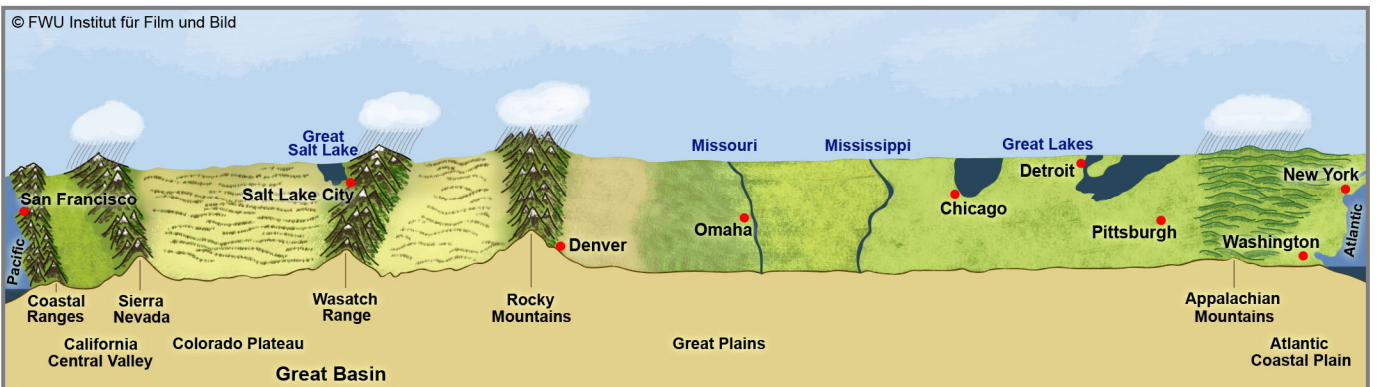 © FWU Institut für Film und Bild
Great
Salt Lake
Missouri
Mississippi
Great Lakes
Detroit
New York
San Francisco
Salt Lake City
Chicago
Omaha
Pittsburgh
Washington
Denver
Pacific
Atlantic
Coastal
Ranges
Sierra
Nevada
Wasatch
Range
Rocky
Mountains
Appalachian
Mountains
California
Central Valley
Colorado Plateau
Great Plains
Atlantic
Coastal Plain
Great Basin